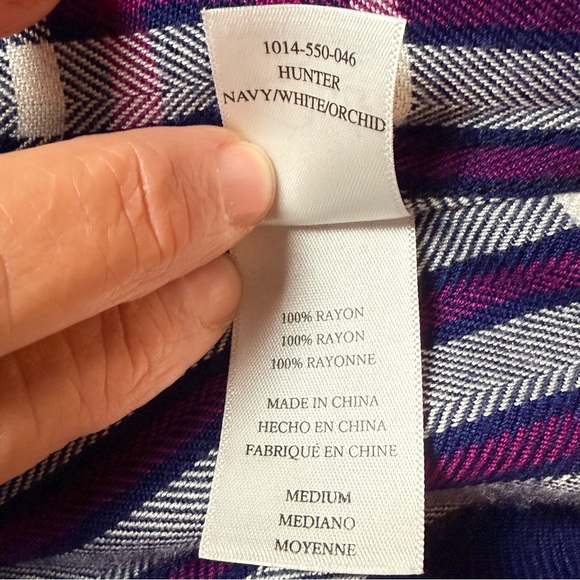 1014-550-046
HUNTER
NAVY/WHITE/ORCHID
100% RAYON
100% RAYON
100% RAYONNE
MADE IN CHINA
HECHO EN CHINA
FABRIQUÉ EN CHINE
MEDIUM
MEDIANO
MOYENNE